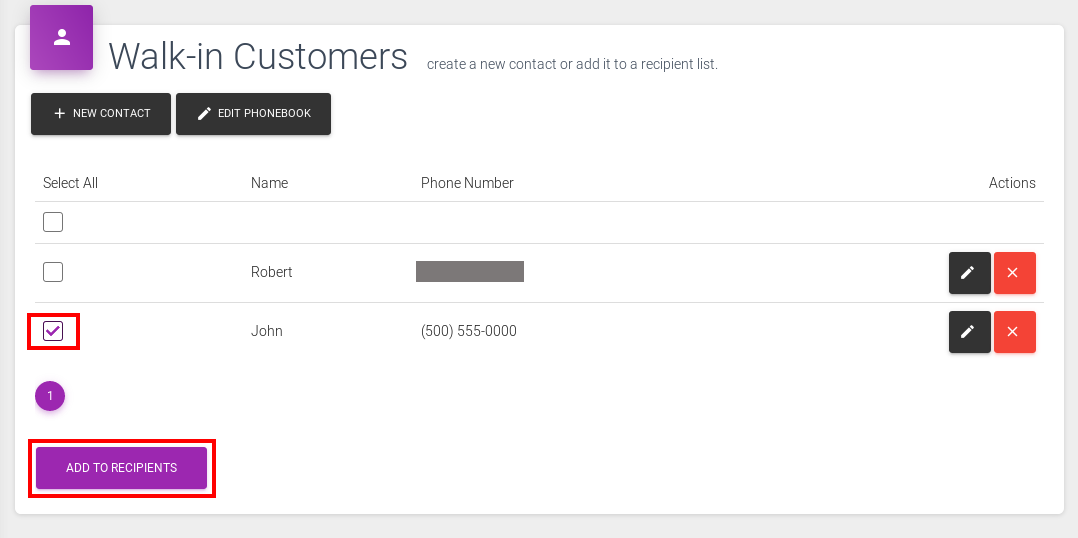 Walk-in Customers create a new contact or add it to a recipient list.
NEW CONTACT EDIT PHONEBOOK
Select All Name Phone Number Actions
Robert
John (500) 555-0000
1
ADD TO RECIPIENTS